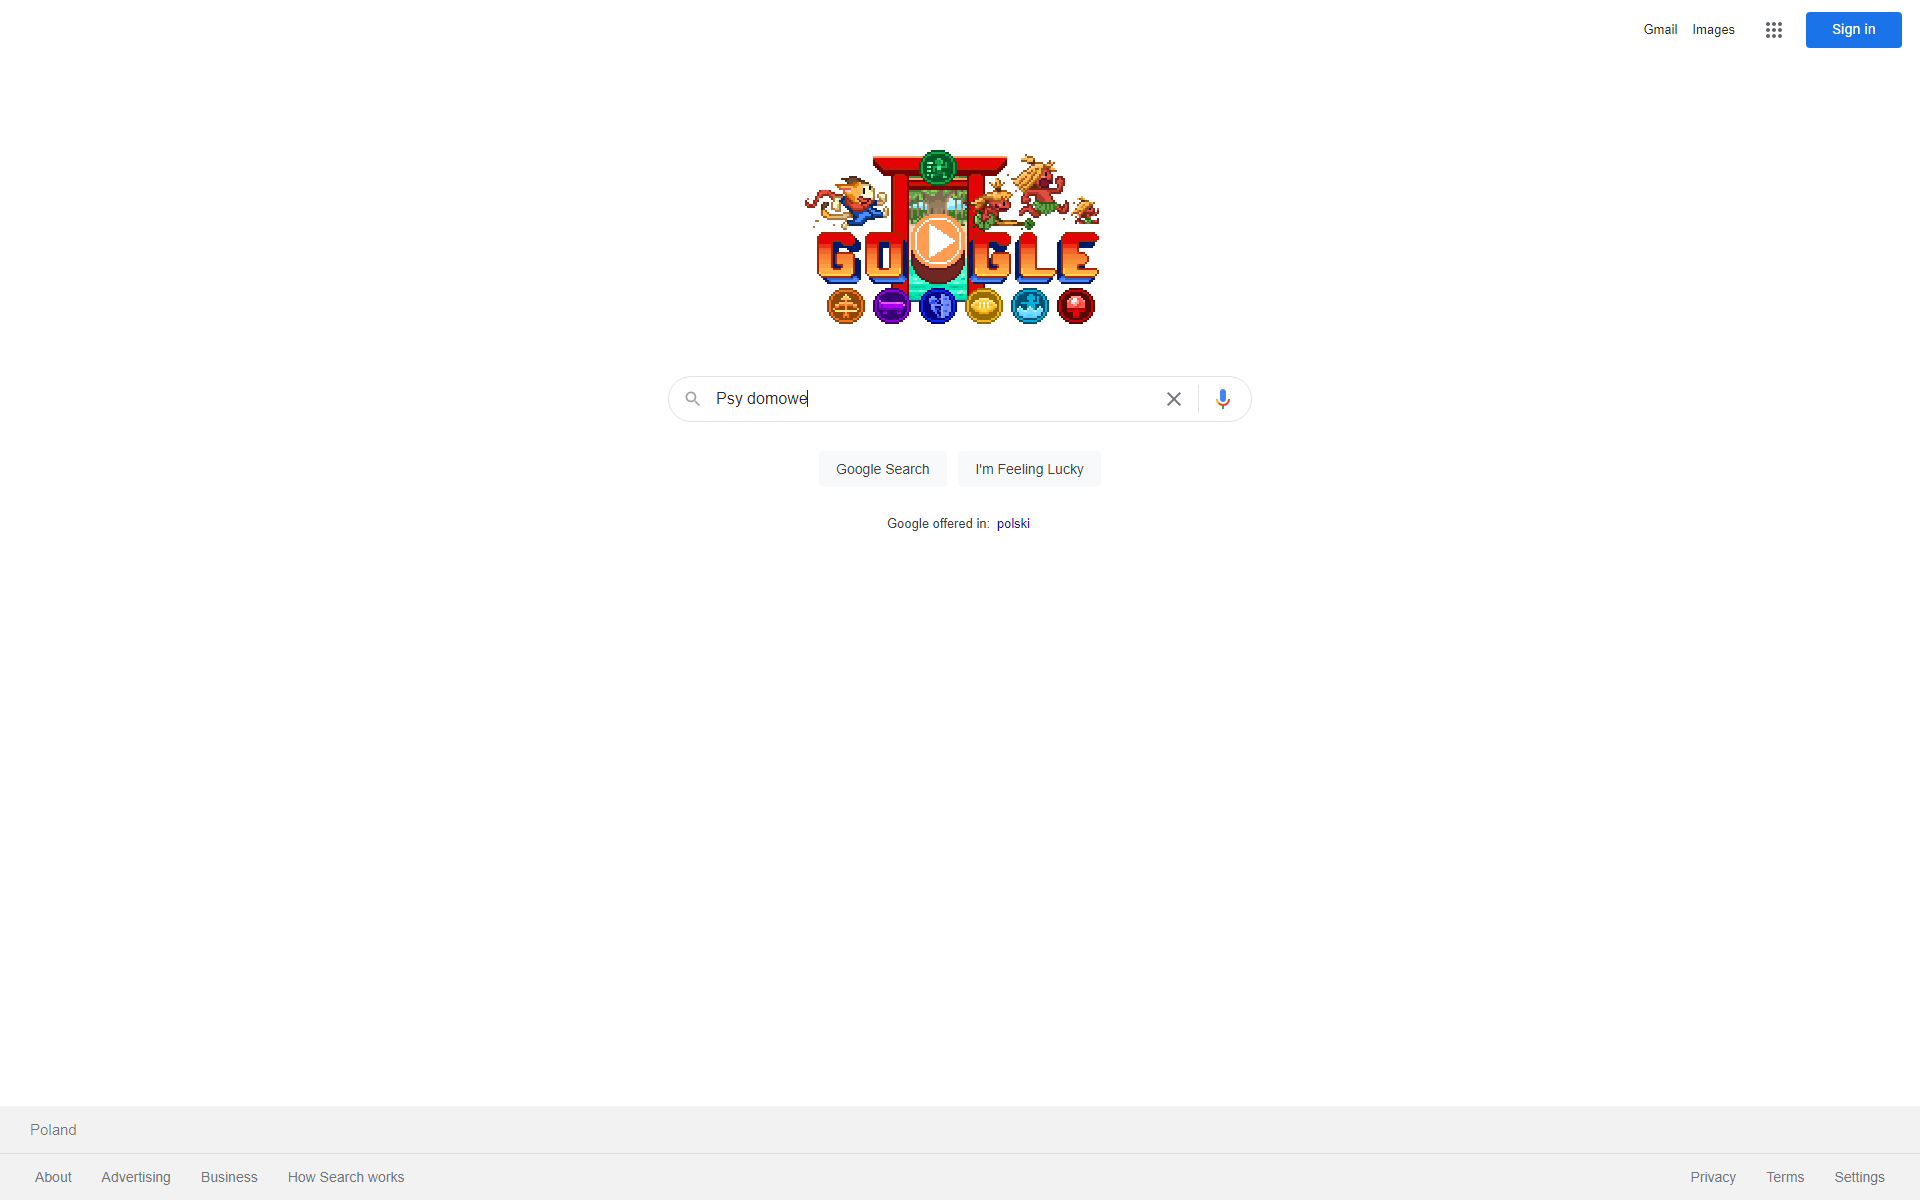 Gmail Images Sign in
GOOGLE
Psy domowe
Google Search I'm Feeling Lucky
Google offered in: polski
Poland
About Advertising Business How Search works Privacy Terms Settings